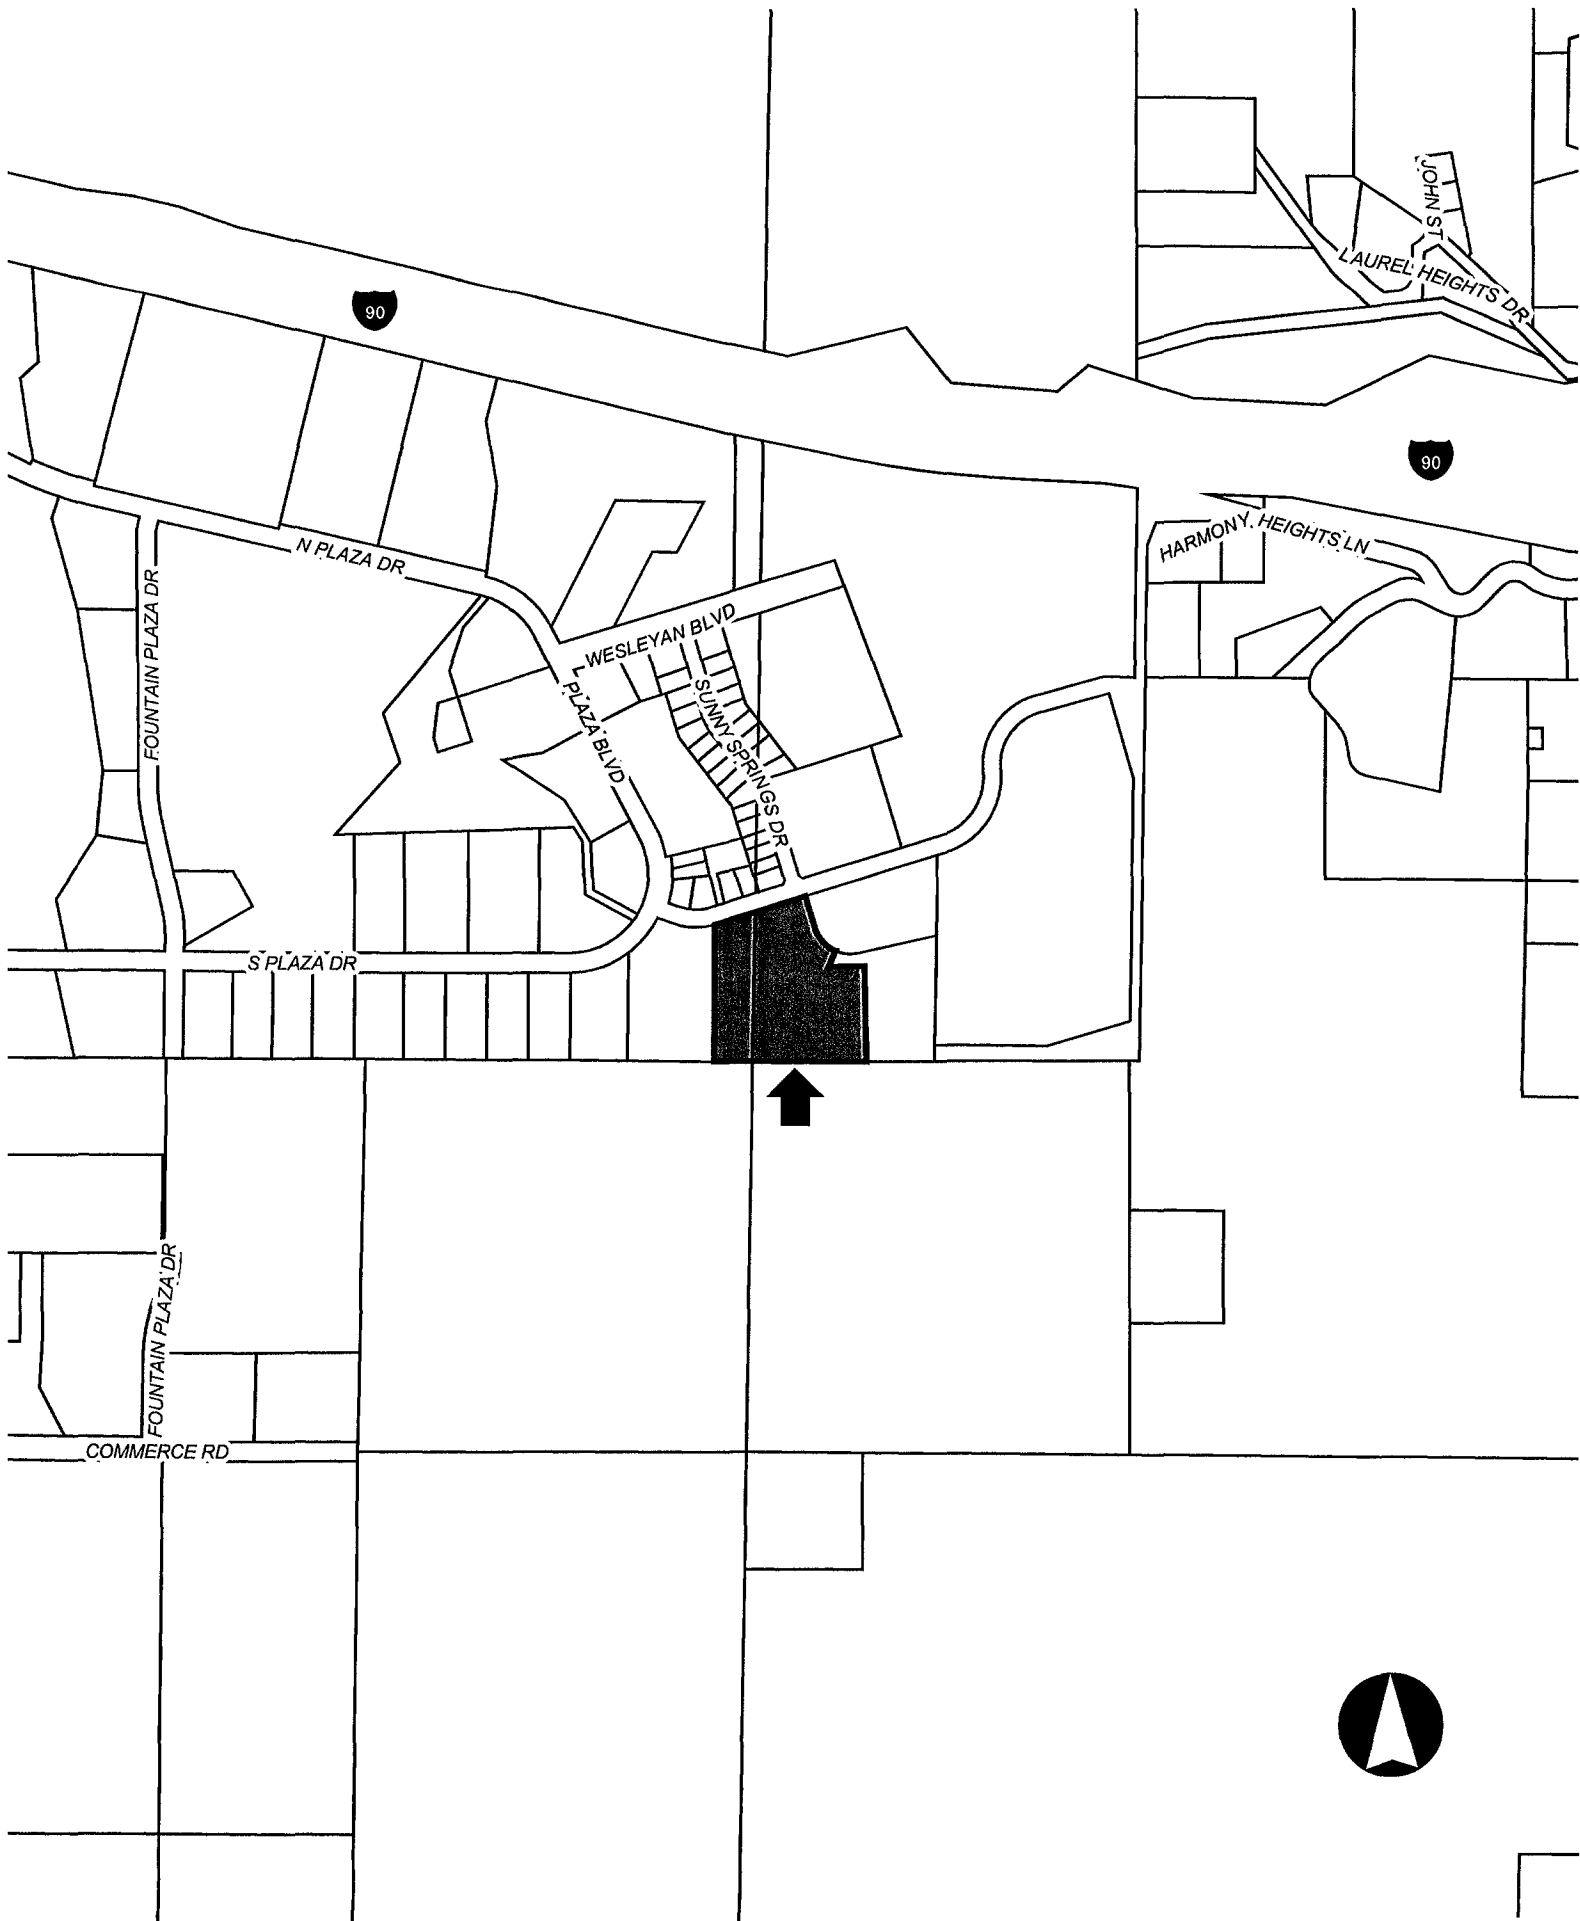 JOHN ST
LAUREL HEIGHTS DR
90
90
HARMONY HEIGHTS LN
N PLAZA DR
FOUNTAIN PLAZA DR
WESLEYAN BLVD
PLAZA BLVD
SUNNY SPRINGS DR
S PLAZA DR
FOUNTAIN PLAZA DR
COMMERCE RD